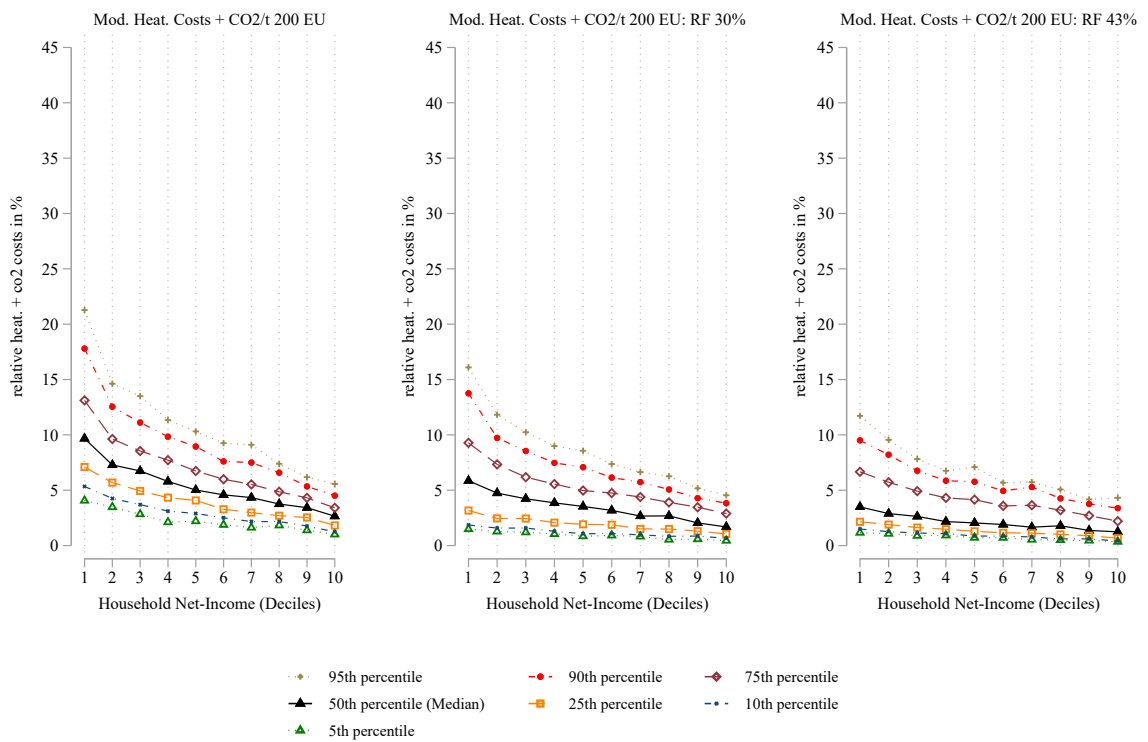 Mod. Heat. Costs + CO2/t 200 EU
relative heat. + co2 costs in %
45
40
35
30
25
20
15
10
5
0
1 2 3 4 5 6 7 8 9 10
Household Net-Income (Deciles)
Mod. Heat. Costs + CO2/t 200 EU: RF 30%
relative heat. + co2 costs in %
45
40
35
30
25
20
15
10
5
0
1 2 3 4 5 6 7 8 9 10
Household Net-Income (Deciles)
Mod. Heat. Costs + CO2/t 200 EU: RF 43%
relative heat. + co2 costs in %
45
40
35
30
25
20
15
10
5
0
1 2 3 4 5 6 7 8 9 10
Household Net-Income (Deciles)
95th percentile 90th percentile 75th percentile
50th percentile (Median) 25th percentile 10th percentile
5th percentile